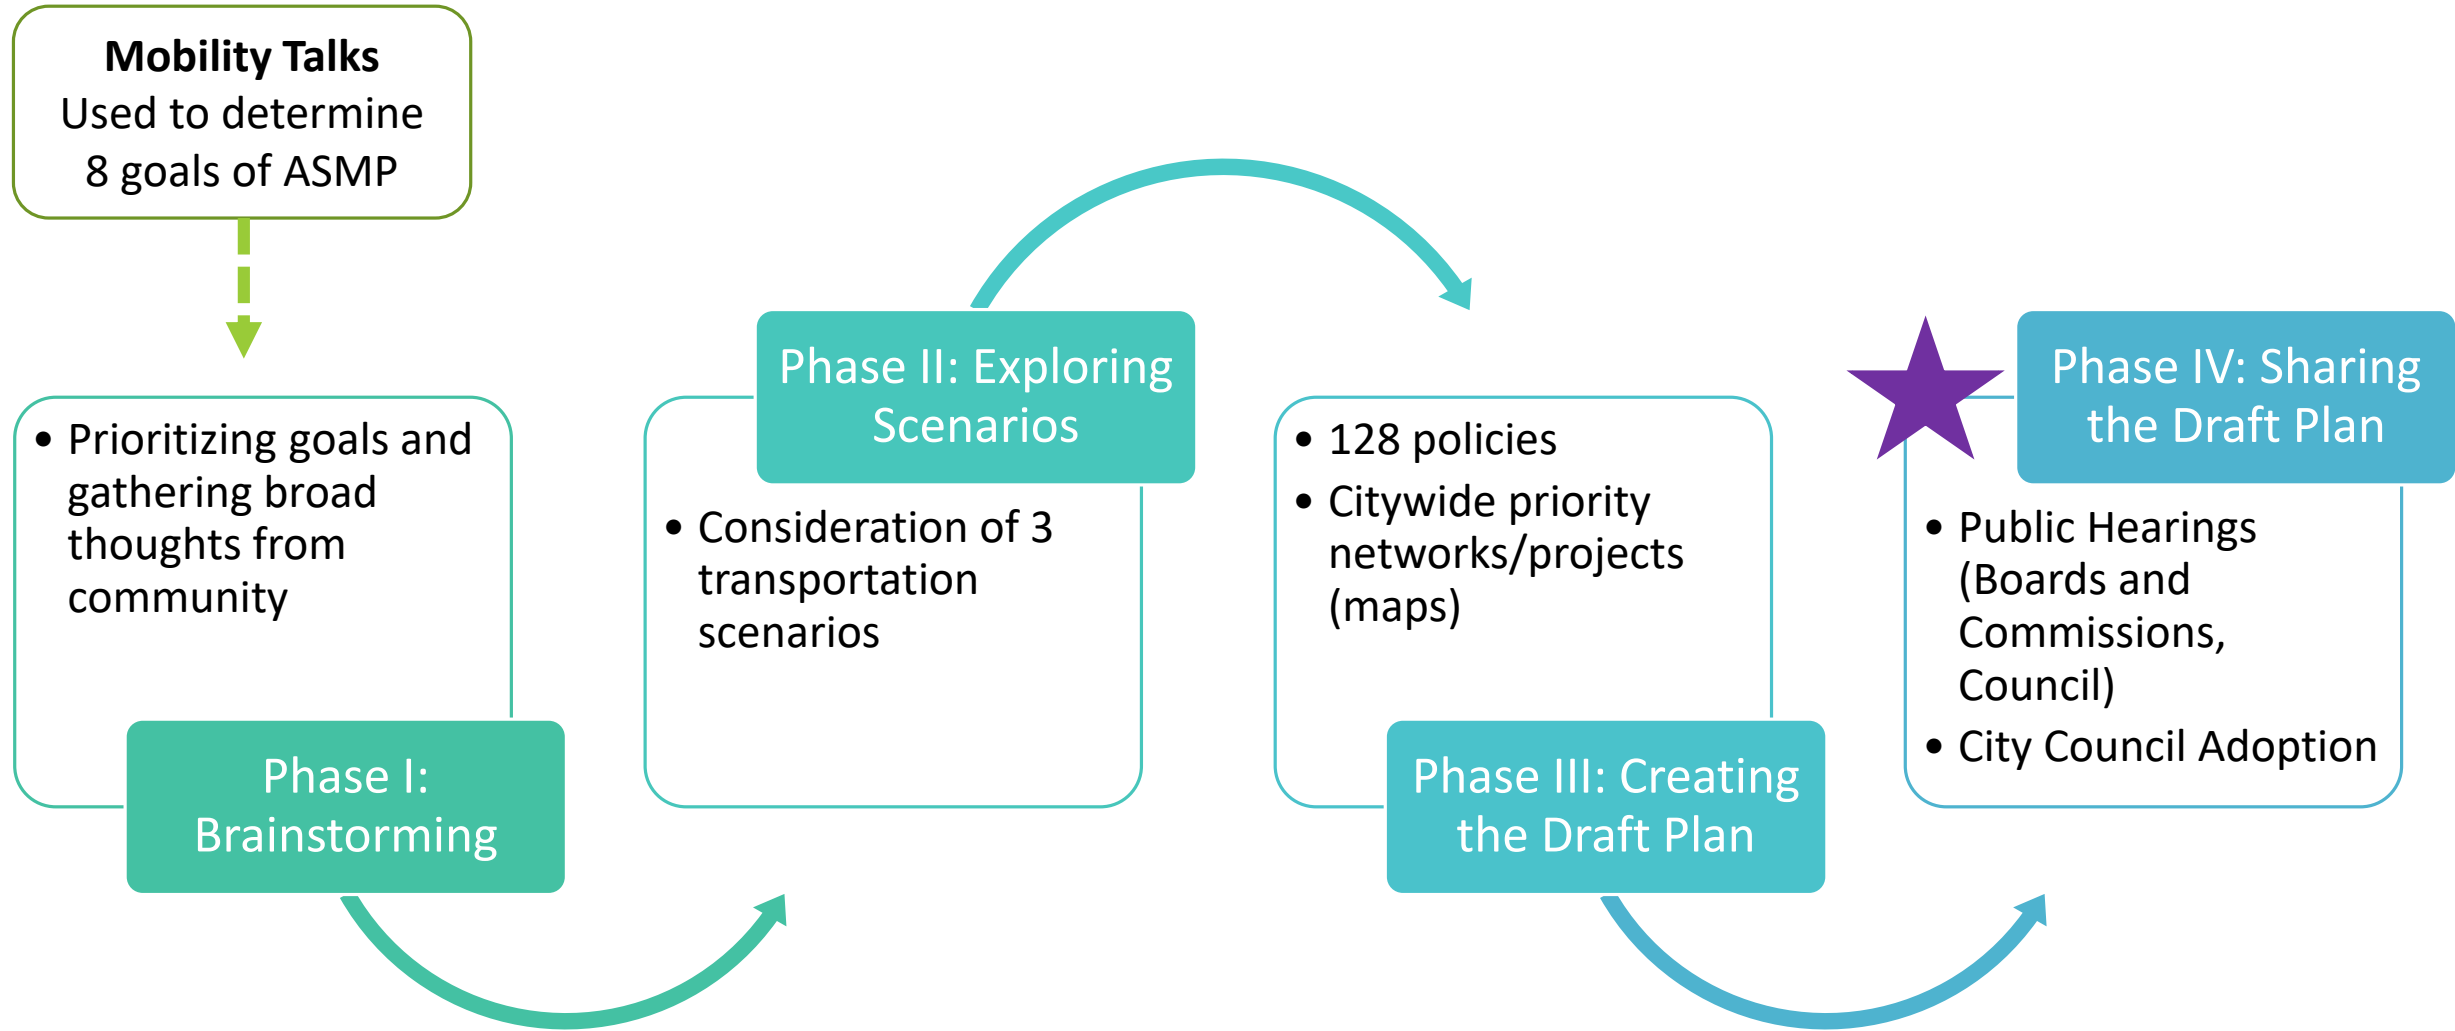 Mobility Talks
Used to determine
8 goals of ASMP
• Prioritizing goals and
gathering broad
thoughts from
community
Phase I:
Brainstorming
Phase II: Exploring
Scenarios
• Consideration of 3
transportation
scenarios
• 128 policies
• Citywide priority
networks/projects
(maps)
Phase III: Creating
the Draft Plan
Phase IV: Sharing
the Draft Plan
• Public Hearings
(Boards and
Commissions,
Council)
• City Council Adoption